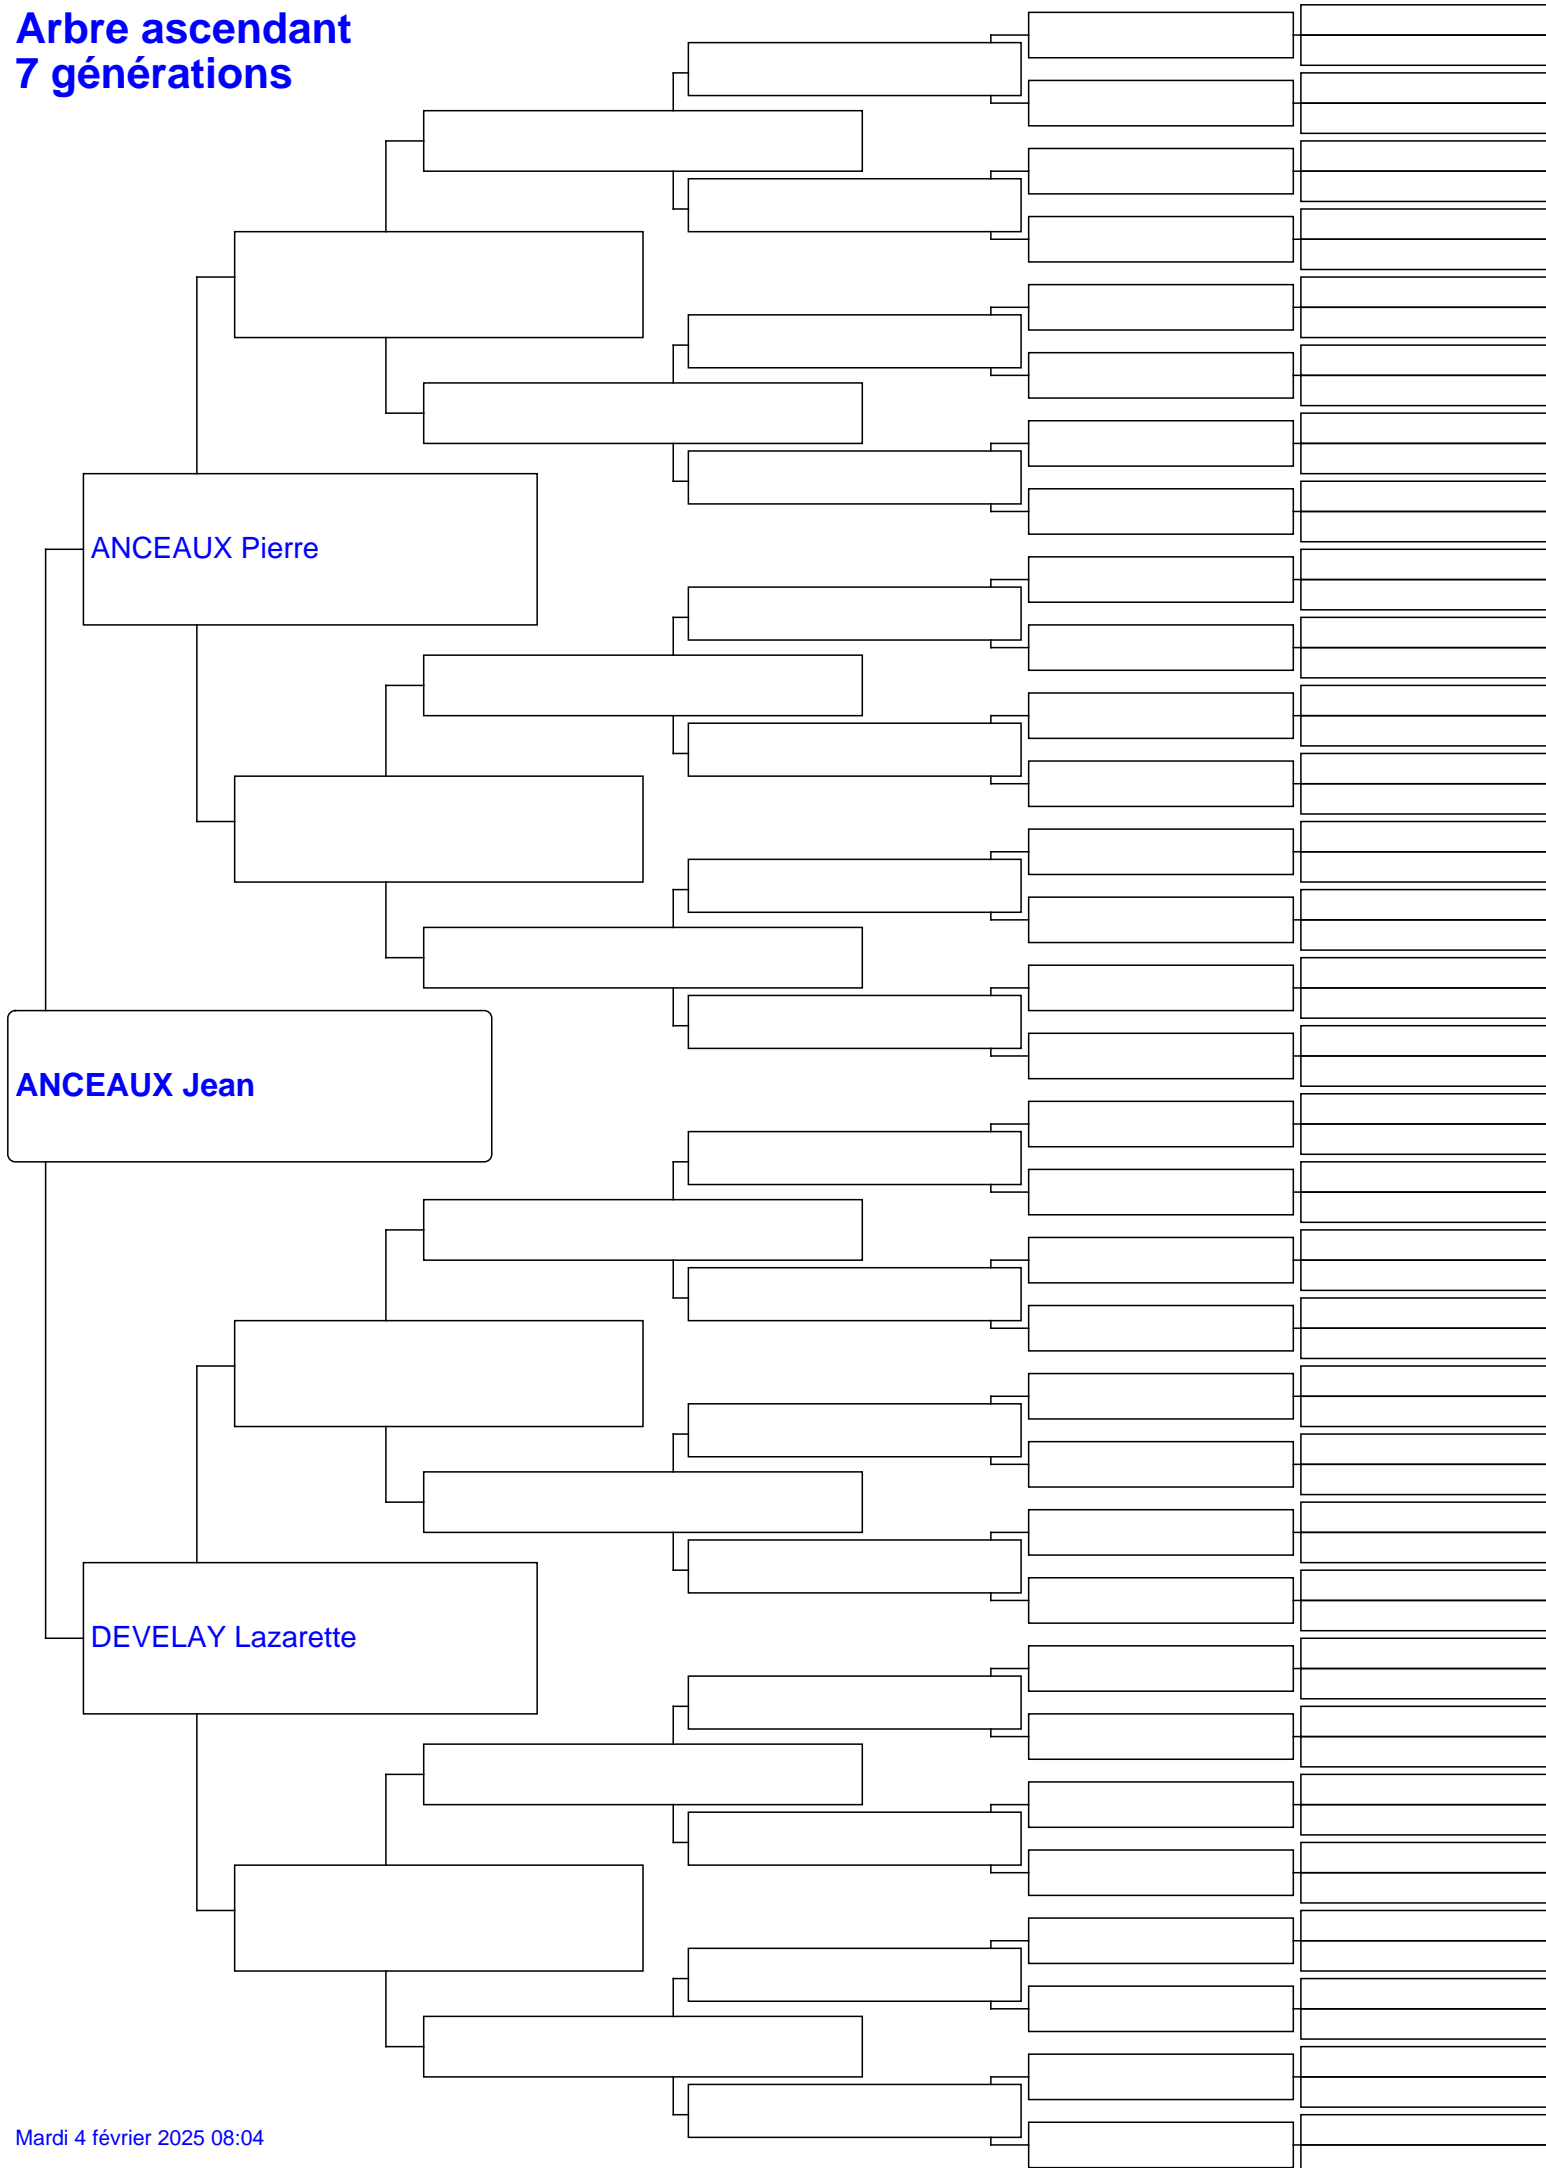 Arbre ascendant
7 générations
ANCEAUX Pierre
ANCEAUX Jean
DEVELAY Lazarette
Mardi 4 février 2025 08:04